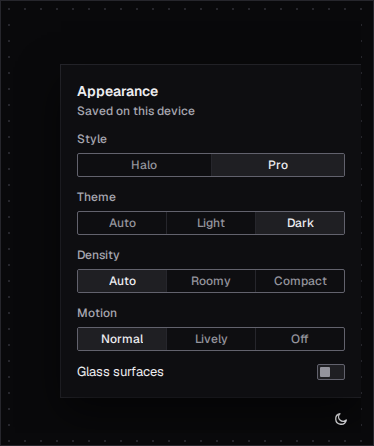 Appearance
Saved on this device
Style
Halo Pro
Theme
Auto Light Dark
Density
Auto Roomy Compact
Motion
Normal Lively Off
Glass surfaces